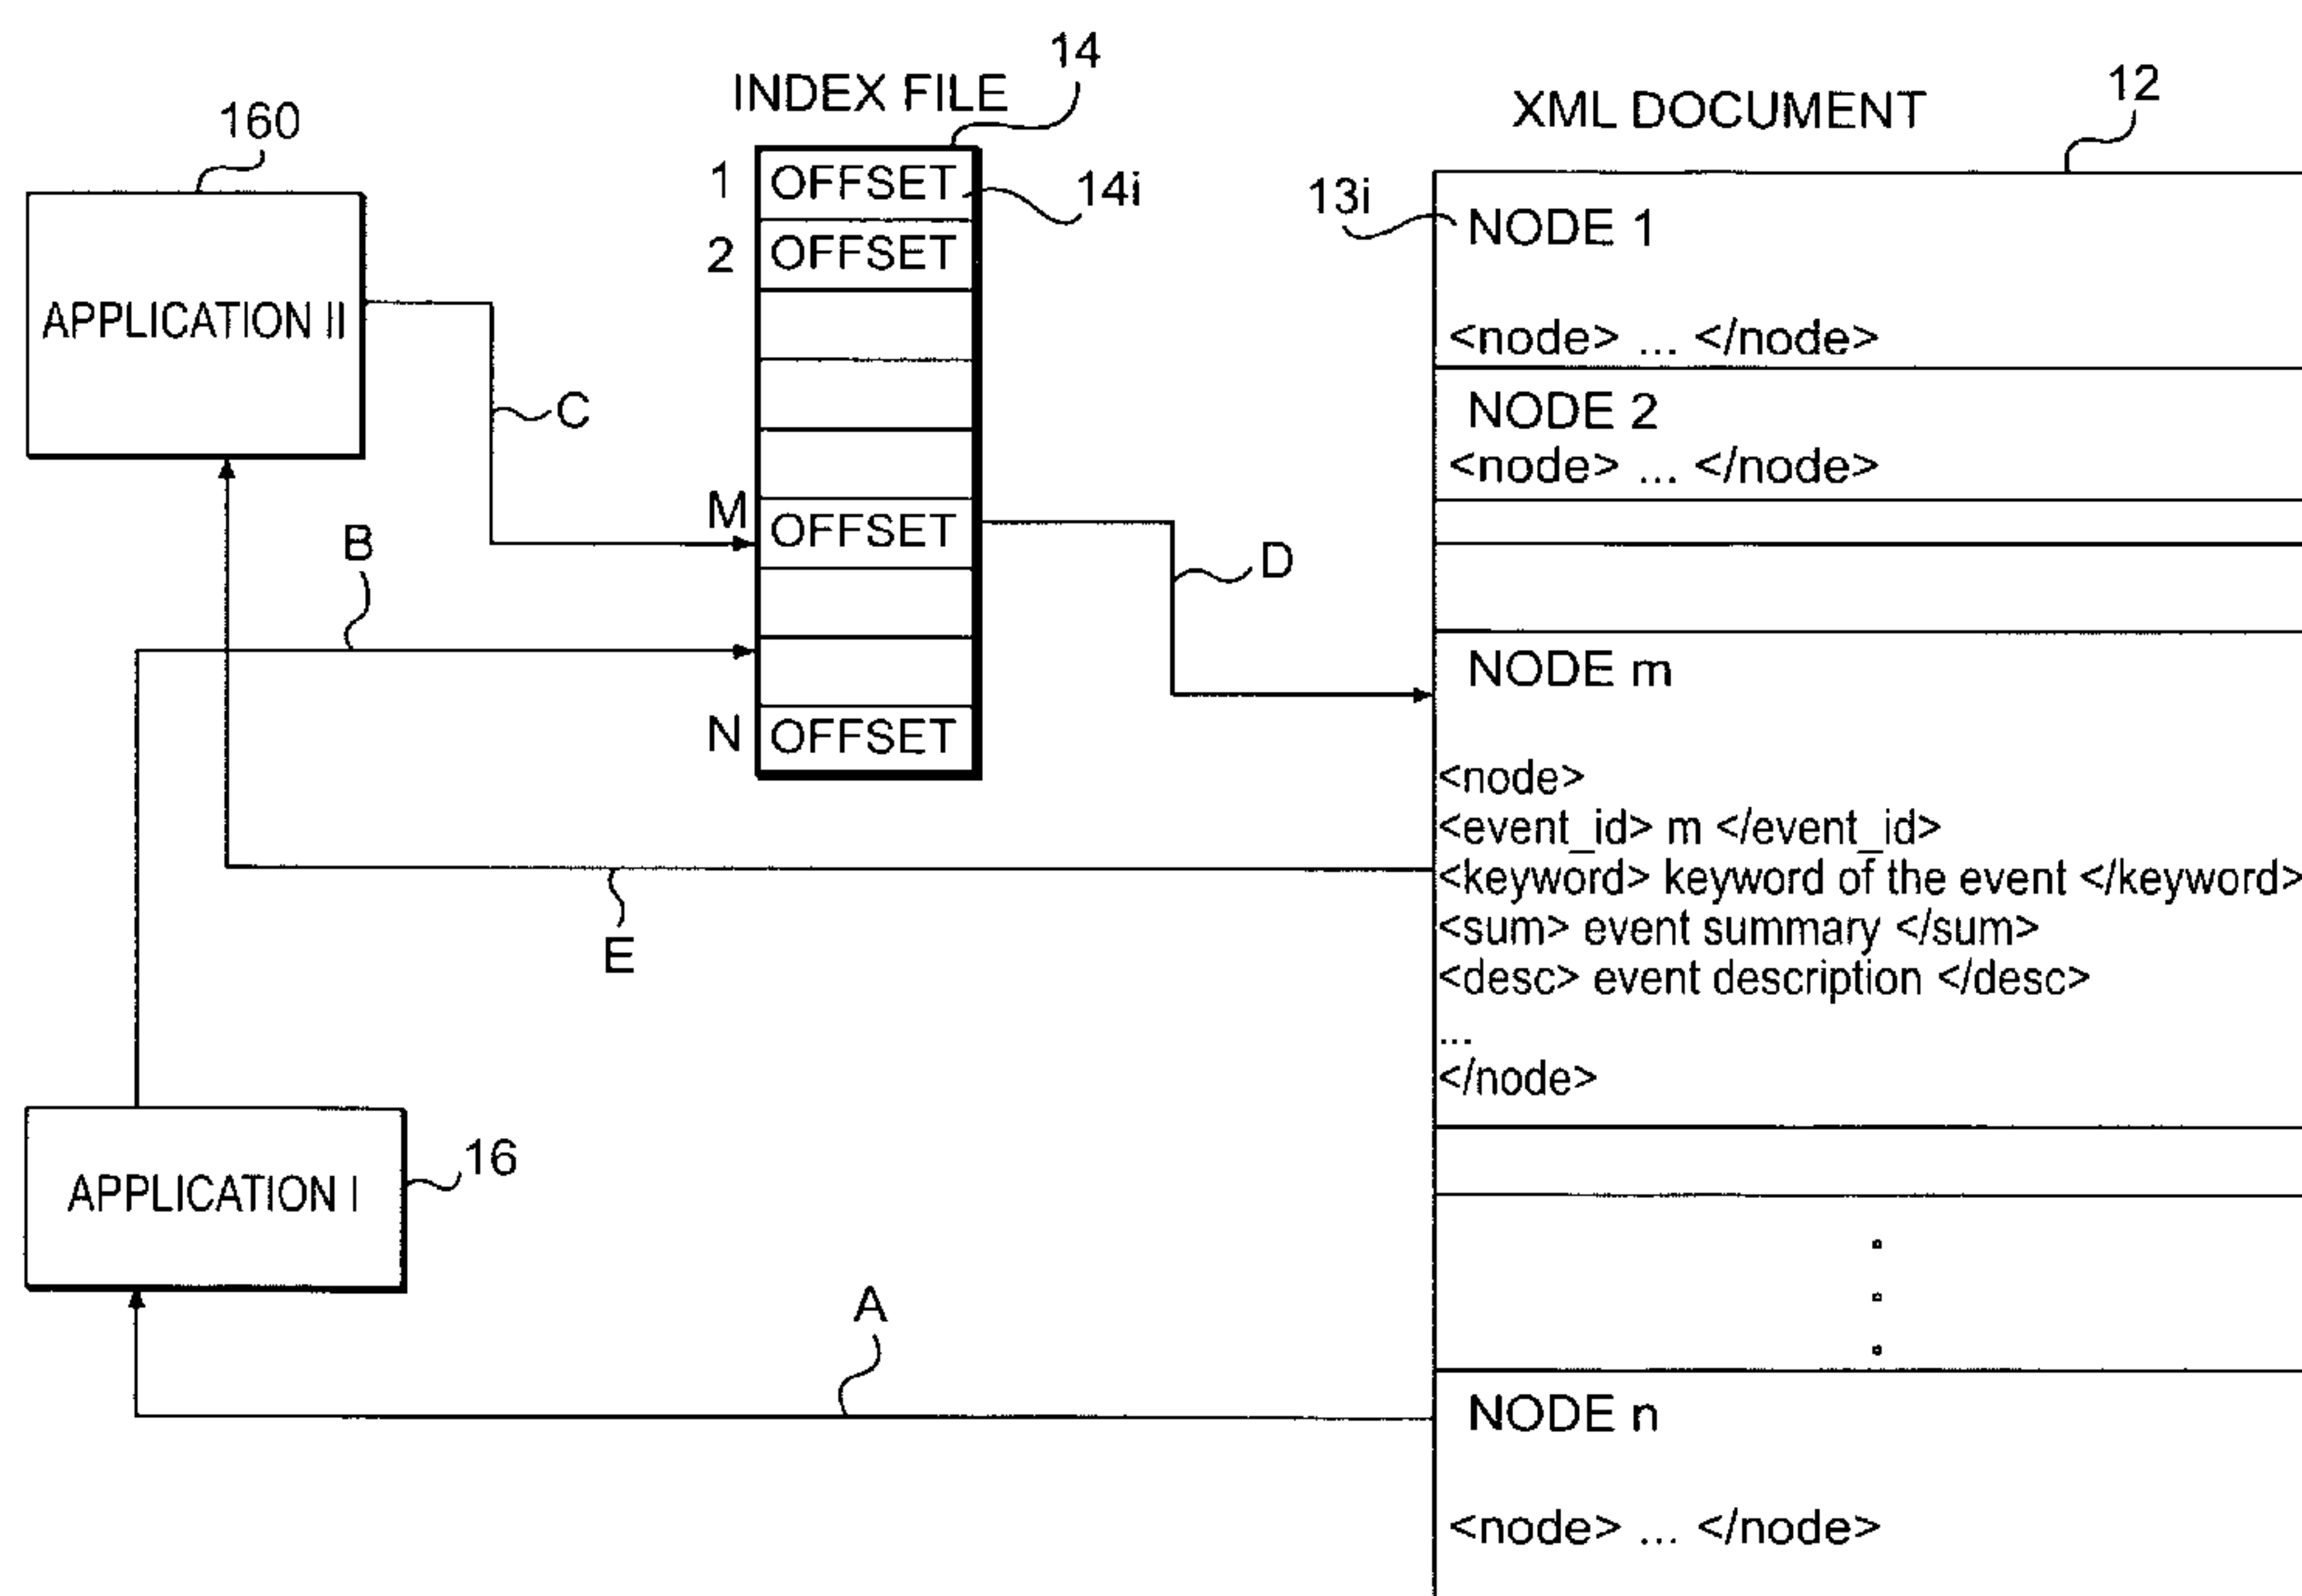 14
INDEX FILE
160
1 OFFSET
14i
2 OFFSET
APPLICATION II
C
M OFFSET
B
D
N OFFSET
E
APPLICATION I
16
A
XML DOCUMENT
12
13i
NODE 1
<node> ... </node>
NODE 2
<node> ... </node>
NODE m
<node>
<event_id> m </event_id>
<keyword> keyword of the event </keyword>
<sum> event summary </sum>
<desc> event description </desc>
...
</node>
NODE n
<node> ... </node>